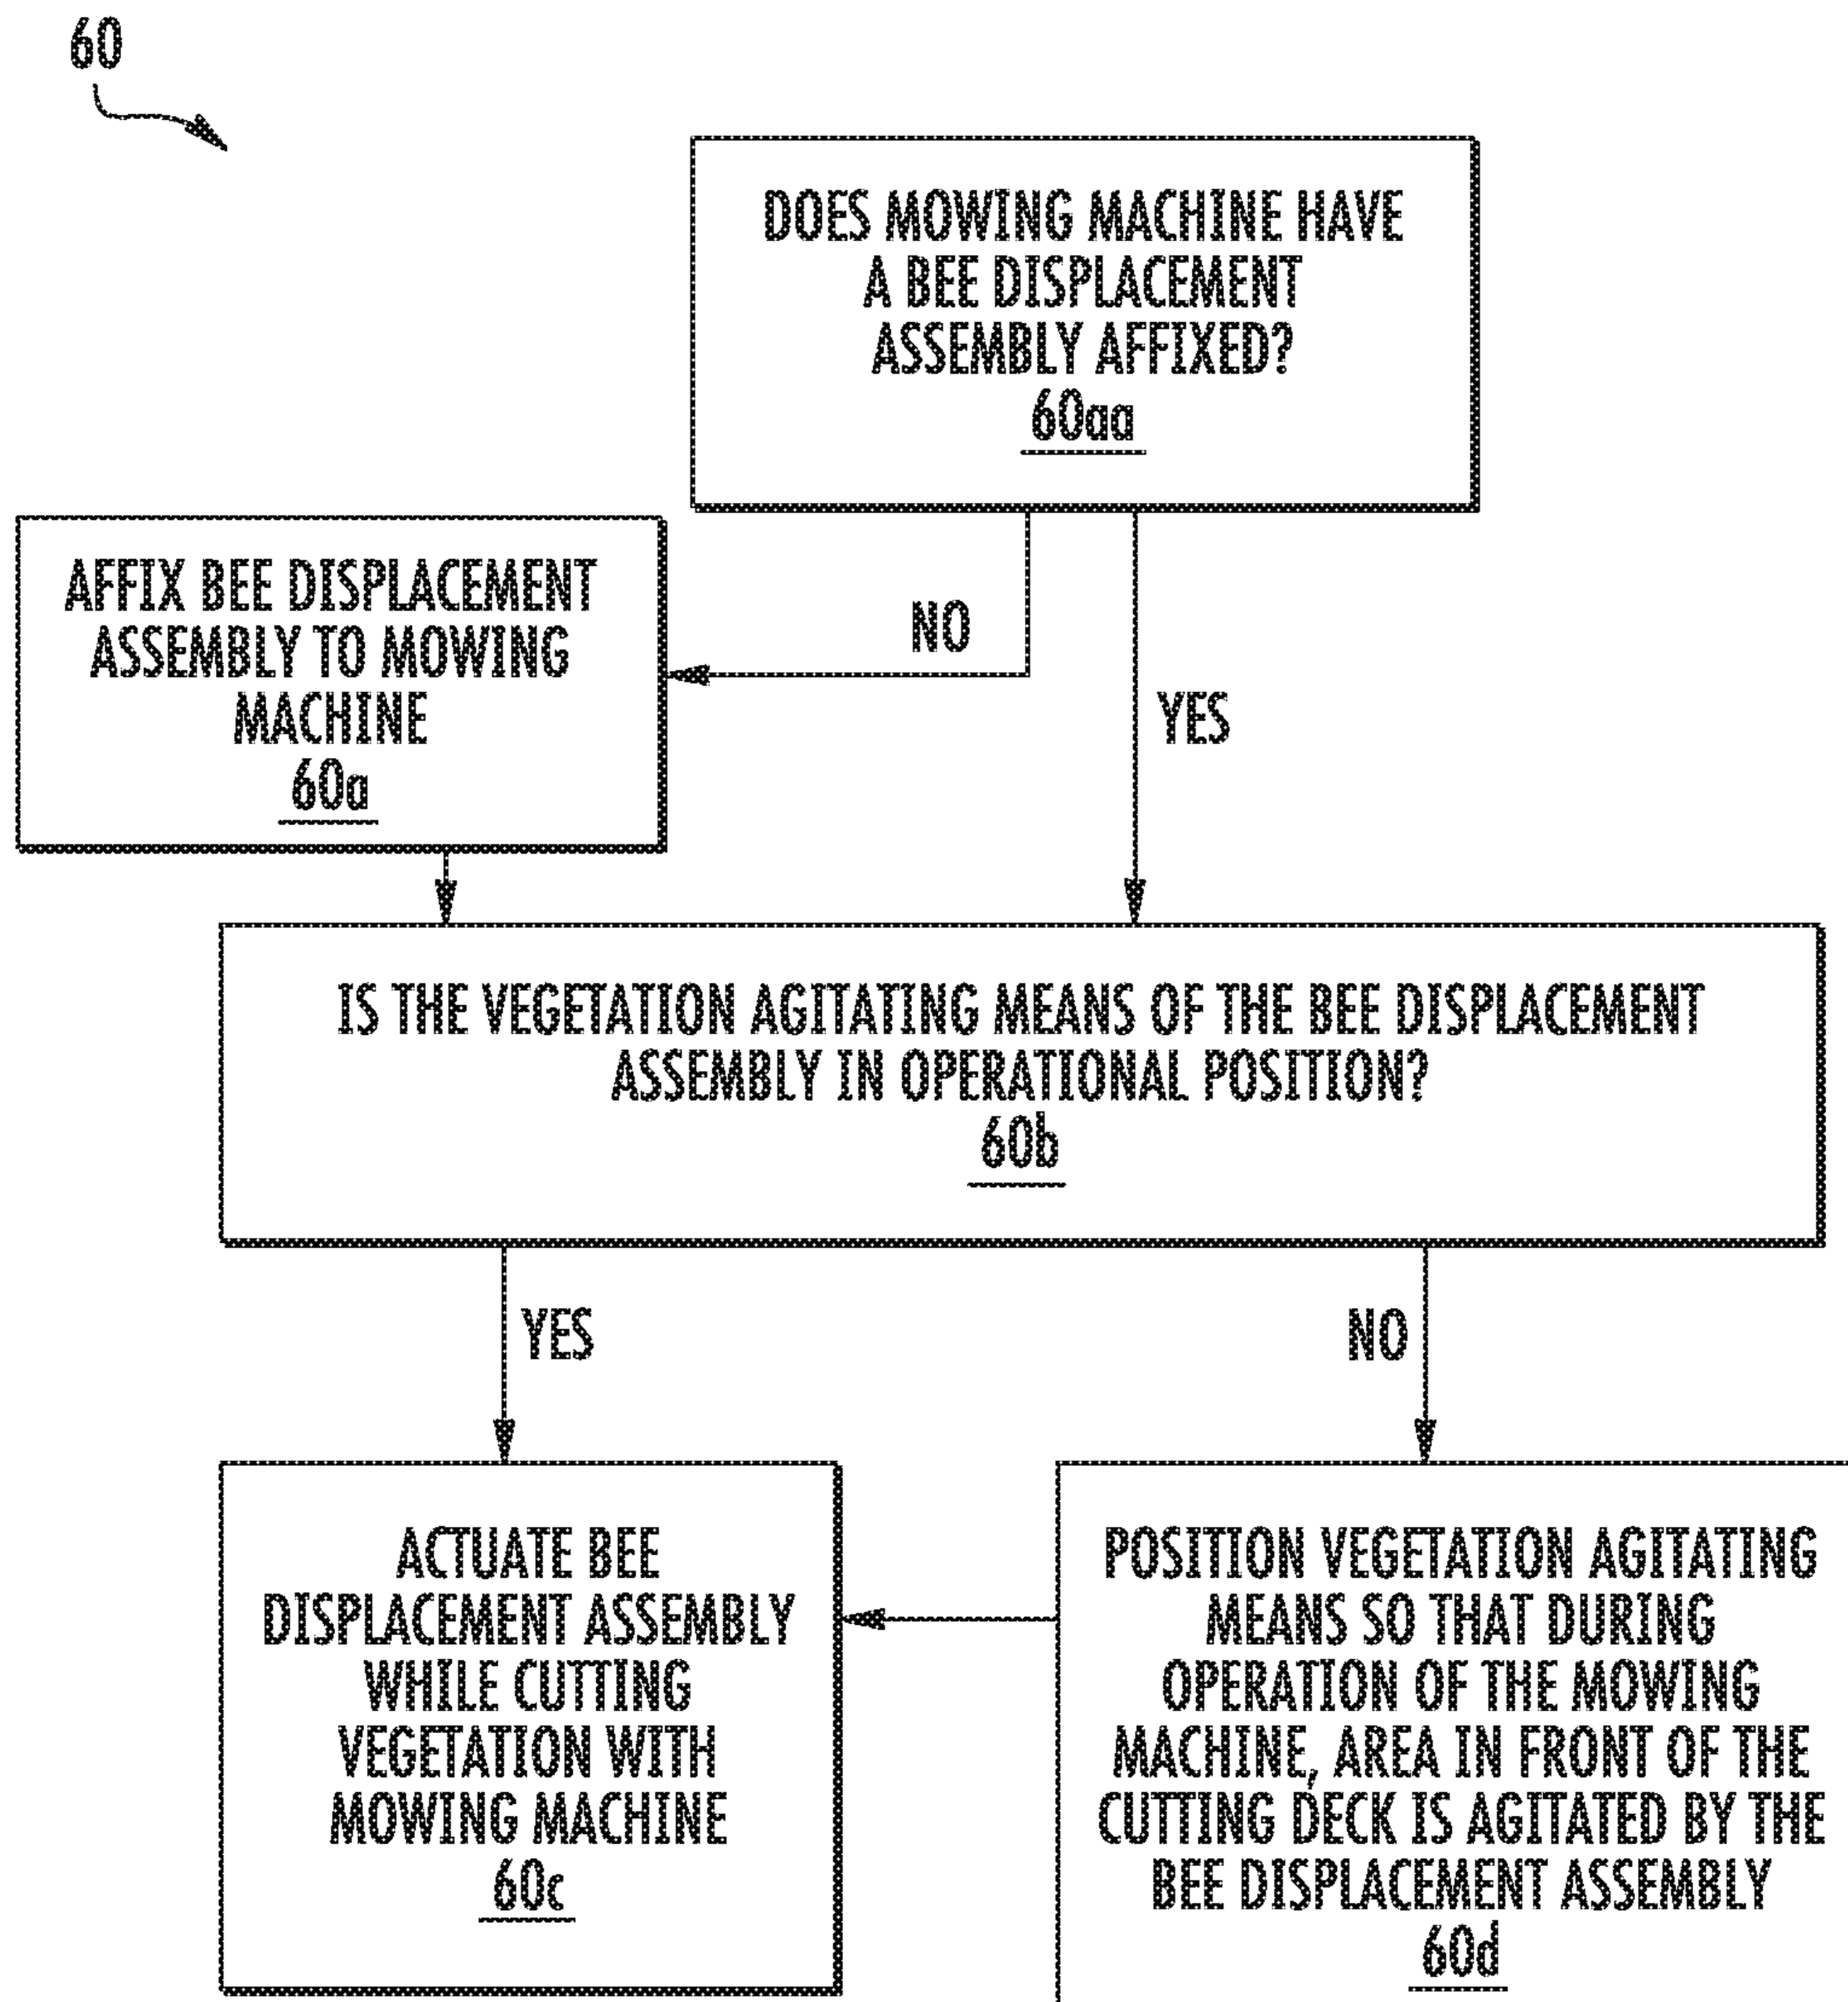 60
DOES MOWING MACHINE HAVE
A BEE DISPLACEMENT
ASSEMBLY AFFIXED?
60aa
AFFIX BEE DISPLACEMENT
ASSEMBLY TO MOWING
MACHINE
60a
NO
YES
IS THE VEGETATION AGITATING MEANS OF THE BEE DISPLACEMENT
ASSEMBLY IN OPERATIONAL POSITION?
60b
YES
NO
ACTUATE BEE
DISPLACEMENT ASSEMBLY
WHILE CUTTING
VEGETATION WITH
MOWING MACHINE
60c
POSITION VEGETATION AGITATING
MEANS SO THAT DURING
OPERATION OF THE MOWING
MACHINE, AREA IN FRONT OF THE
CUTTING DECK IS AGITATED BY THE
BEE DISPLACEMENT ASSEMBLY
60d